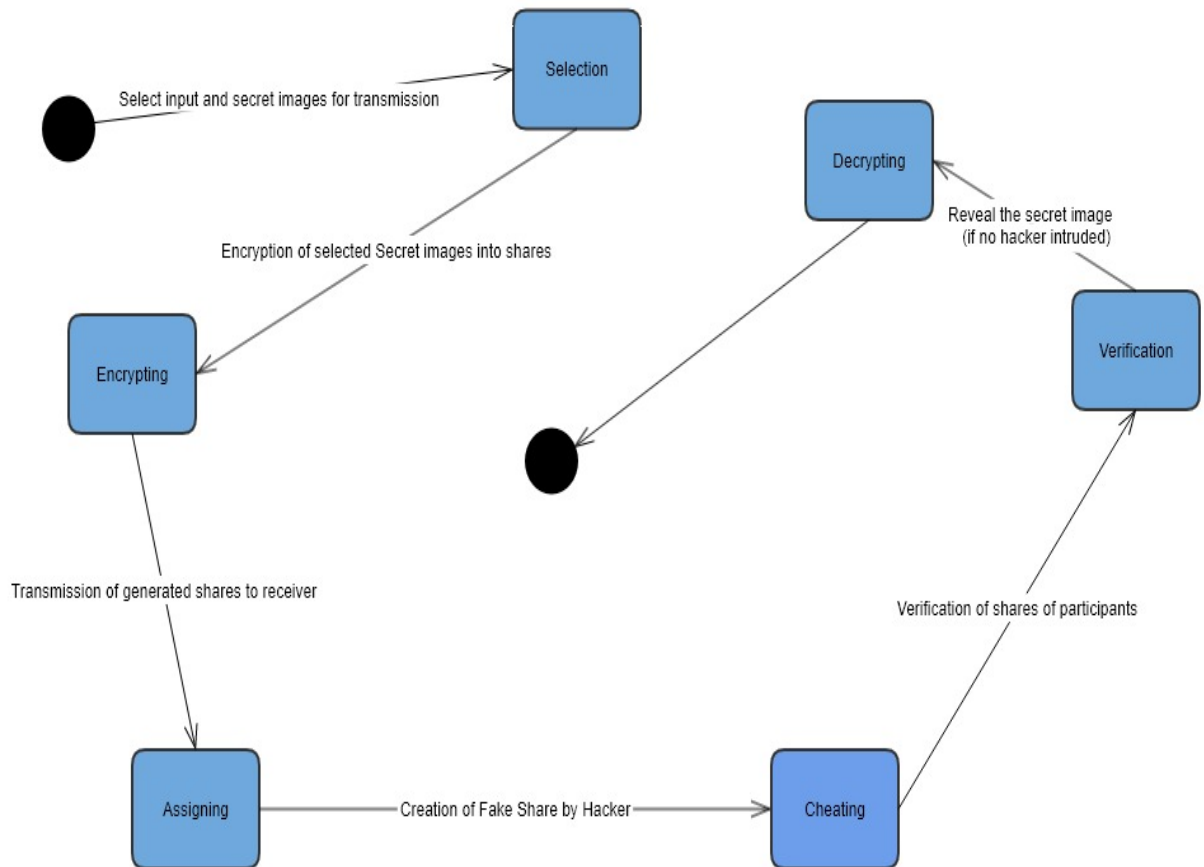 Selection
Select input and secret images for transmission
Decrypting
Reveal the secret image
(if no hacker intruded)
Encryption of selected Secret images into shares
Verification
Encrypting
Transmission of generated shares to receiver
Verification of shares of participants
Assigning
Creation of Fake Share by Hacker
Cheating